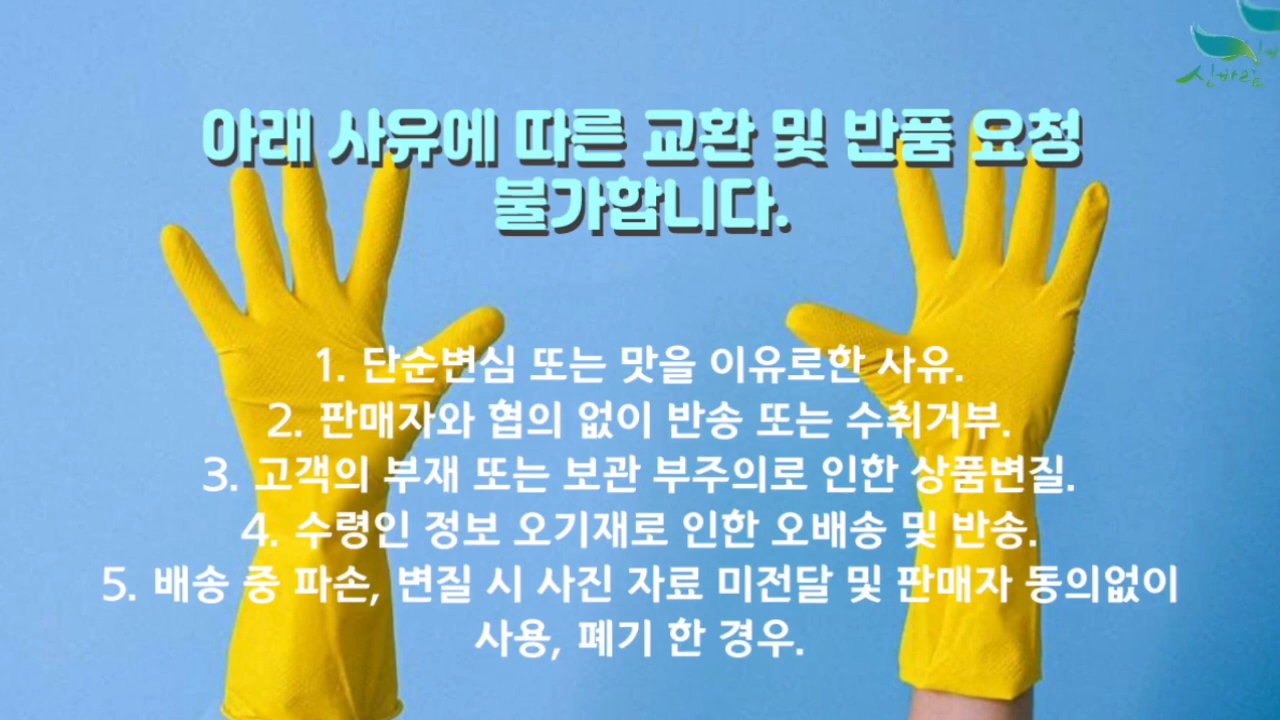 신바람
아래 사유에 따른 교환 및 반품 요청
불가합니다.
1. 단순변심 또는 맛을 이유로한 사유.
2. 판매자와 협의 없이 반송 또는 수취거부.
3. 고객의 부재 또는 보관 부주의로 인한 상품변질.
4. 수령인 정보 오기재로 인한 오배송 및 반송.
5. 배송 중 파손, 변질 시 사진 자료 미전달 및 판매자 동의없이
사용, 폐기 한 경우.